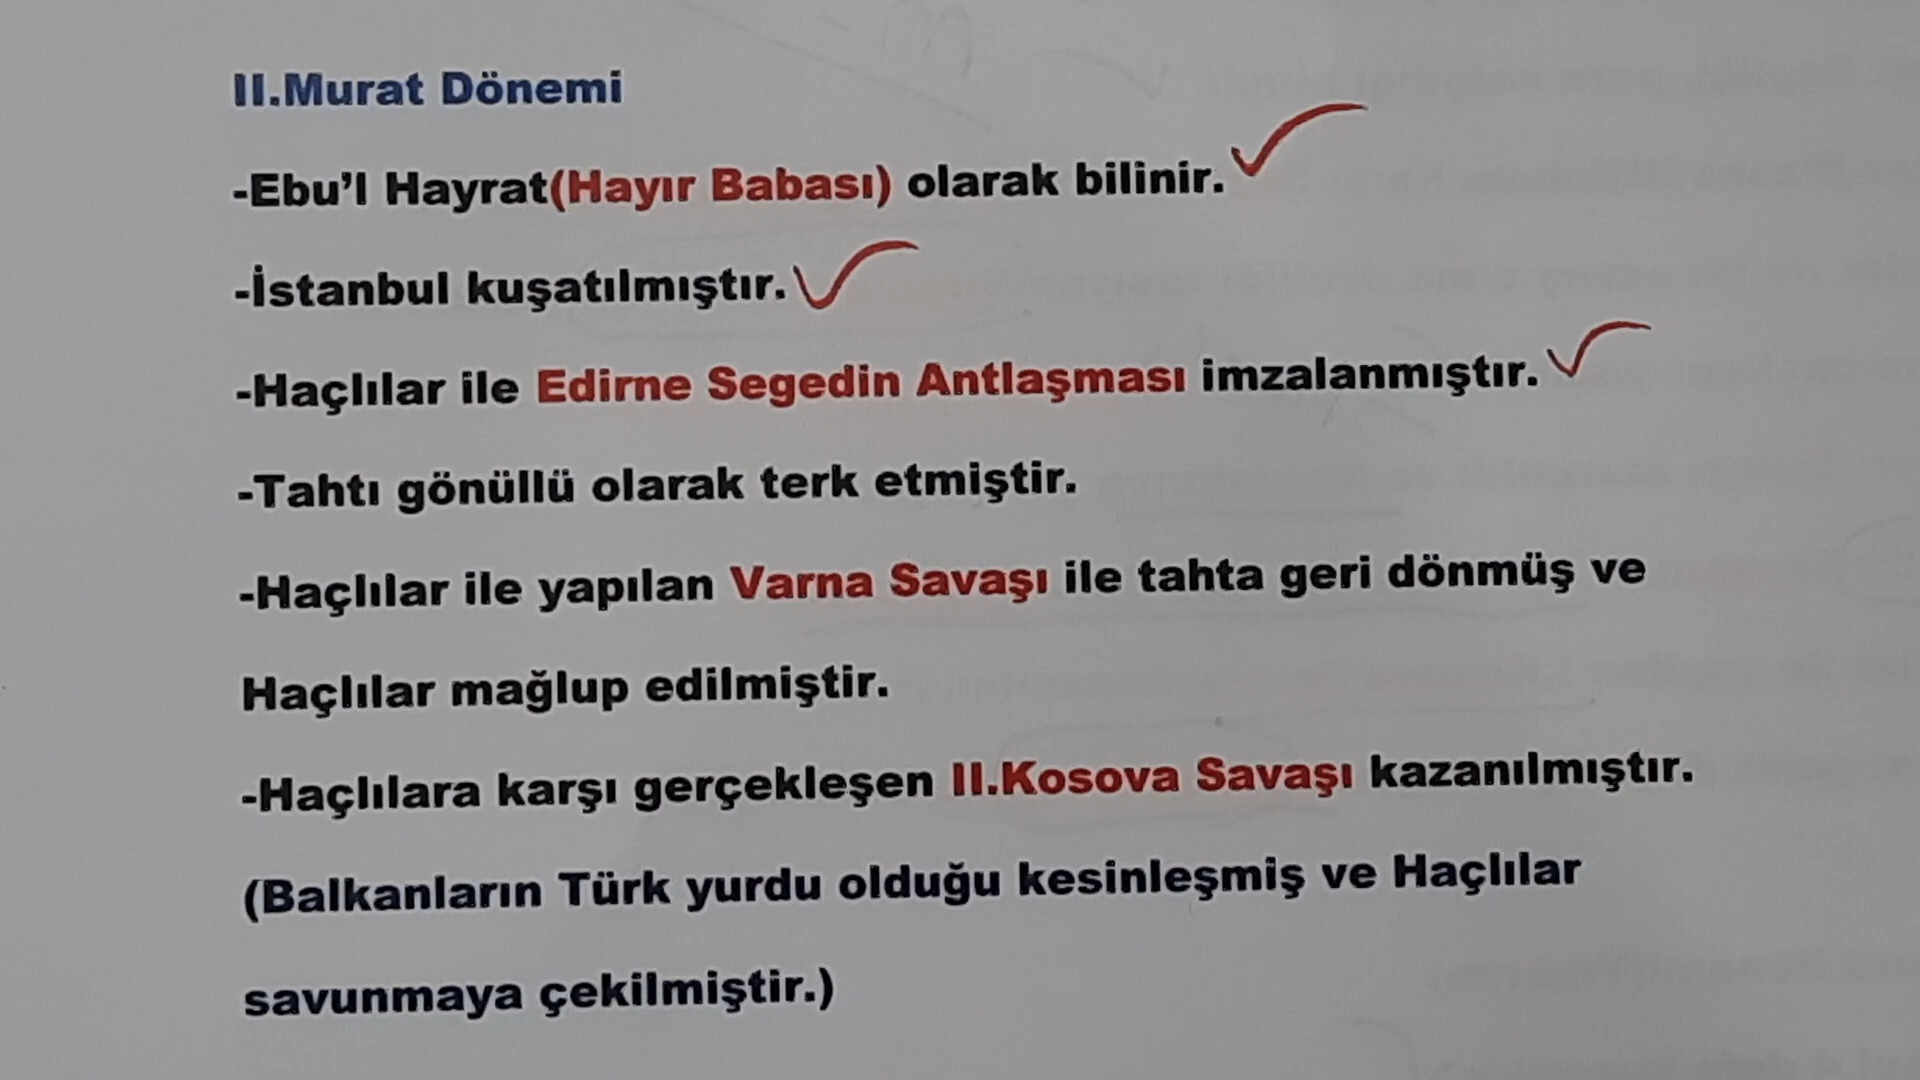 II.Murat Dönemi
-Ebu'l Hayrat(Hayır Babası) olarak bilinir.
-İstanbul kuşatılmıştır.
-Haçlılar ile Edirne Segedin Antlaşması imzalanmıştır.
-Tahtı gönüllü olarak terk etmiştir.
-Haçlılar ile yapılan Varna Savaşı ile tahta geri dönmüş ve
Haçlılar mağlup edilmiştir.
-Haçlılara karşı gerçekleşen II.Kosova Savaşı kazanılmıştır.
(Balkanların Türk yurdu olduğu kesinleşmiş ve Haçlılar
savunmaya çekilmiştir.)